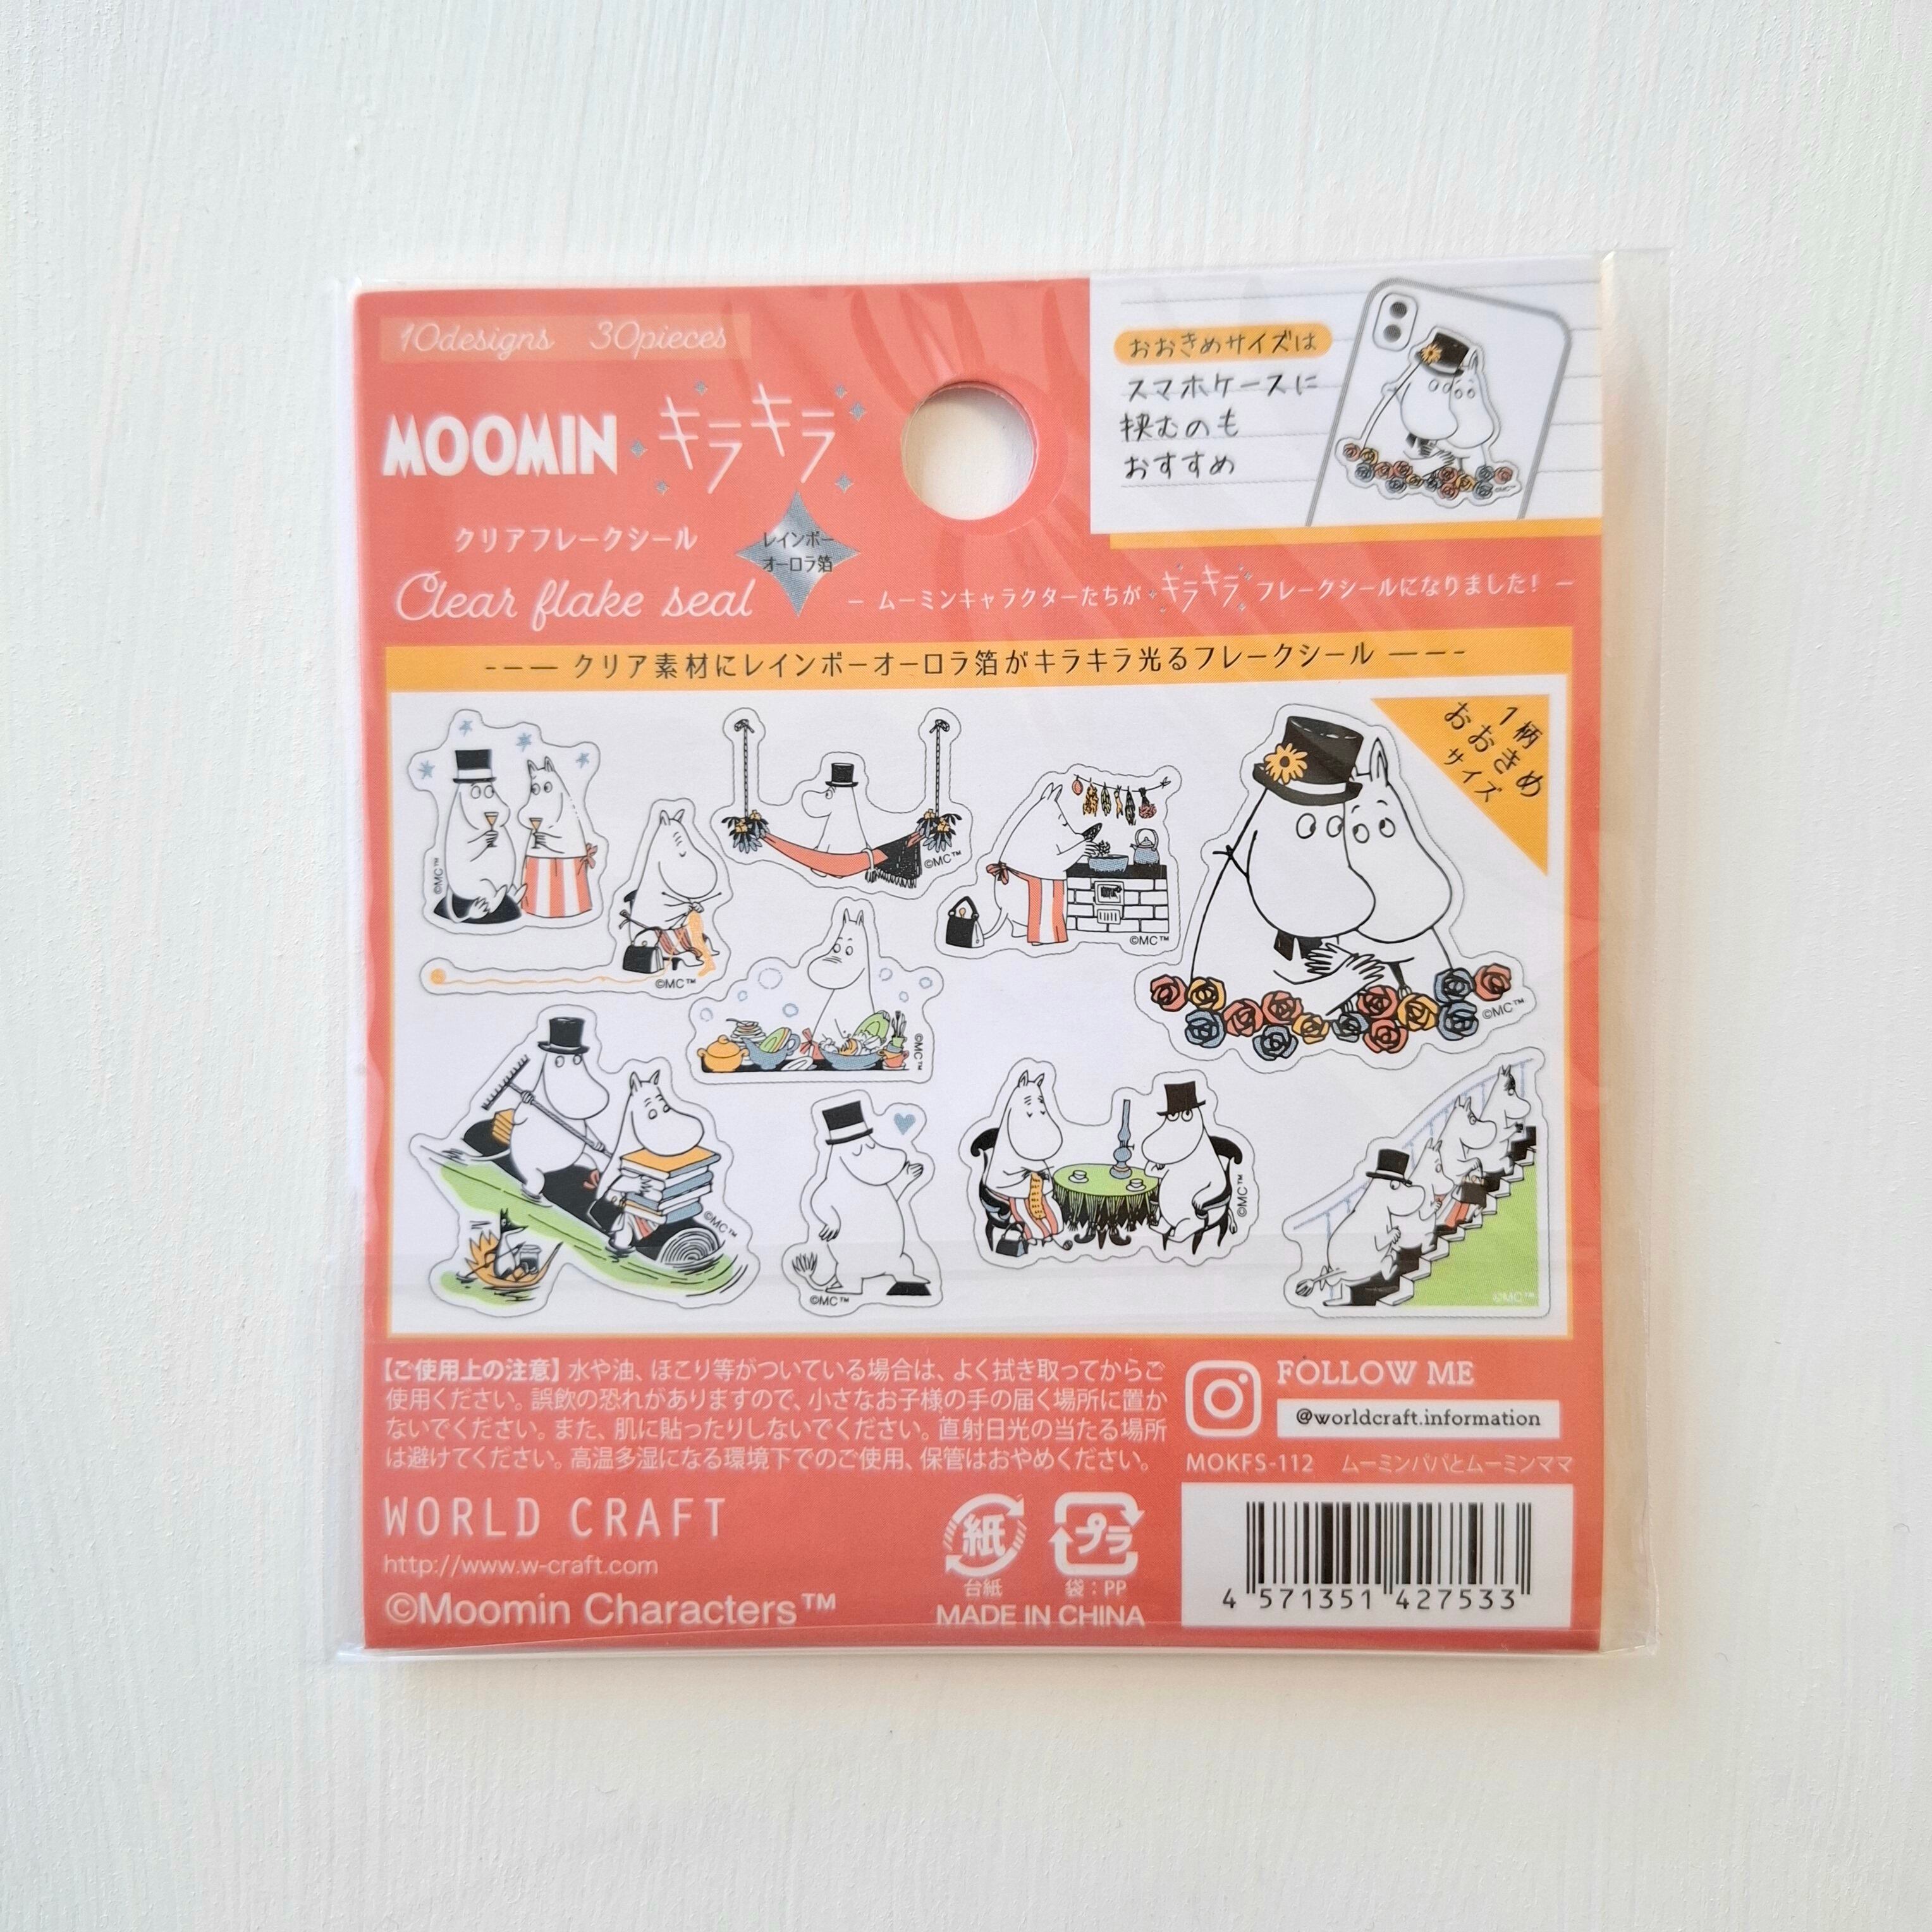 10designs 30pieces
MOOMIN キラキラ
クリアフレークシール
Clear flake seal
レインボー
オーロラ箔
おおきめサイズは
スマホケースに
挟むのも
おすすめ
ムーミンキャラクターたちがキラキラフレークシールになりました!
クリア素材にレインボーオーロラ箔がキラキラ光るフレークシール
1柄
おおきめ
サイズ
©MC™
©MC™
©MC™
©MC™
©MC™
©MC™
©MC™
©MC™
©MC™
©MC™
【ご使用上の注意】水や油、ほこり等がついている場合は、よく拭き取ってからご
使用ください。誤飲の恐れがありますので、小さなお子様の手の届く場所に置か
ないでください。また、肌に貼ったりしないでください。直射日光の当たる場所
は避けてください。高温多湿になる環境下でのご使用、保管はおやめください。
FOLLOW ME
@worldcraft.information
MOKFS-112 ムーミンパパとムーミンママ
WORLD CRAFT
http://www.w-craft.com
©Moomin Characters™
紙
台紙
プラ
袋:PP
MADE IN CHINA
4 571351 427533